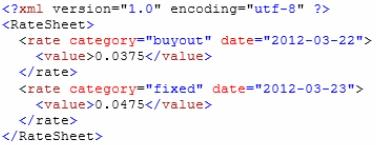 <?xml version="1.0" encoding="utf-8" ?>
<RateSheet>
  <rate category="buyout" date="2012-03-22">
    <value>0.0375</value>
  </rate>
  <rate category="fixed" date="2012-03-23">
    <value>0.0475</value>
  </rate>
</RateSheet>